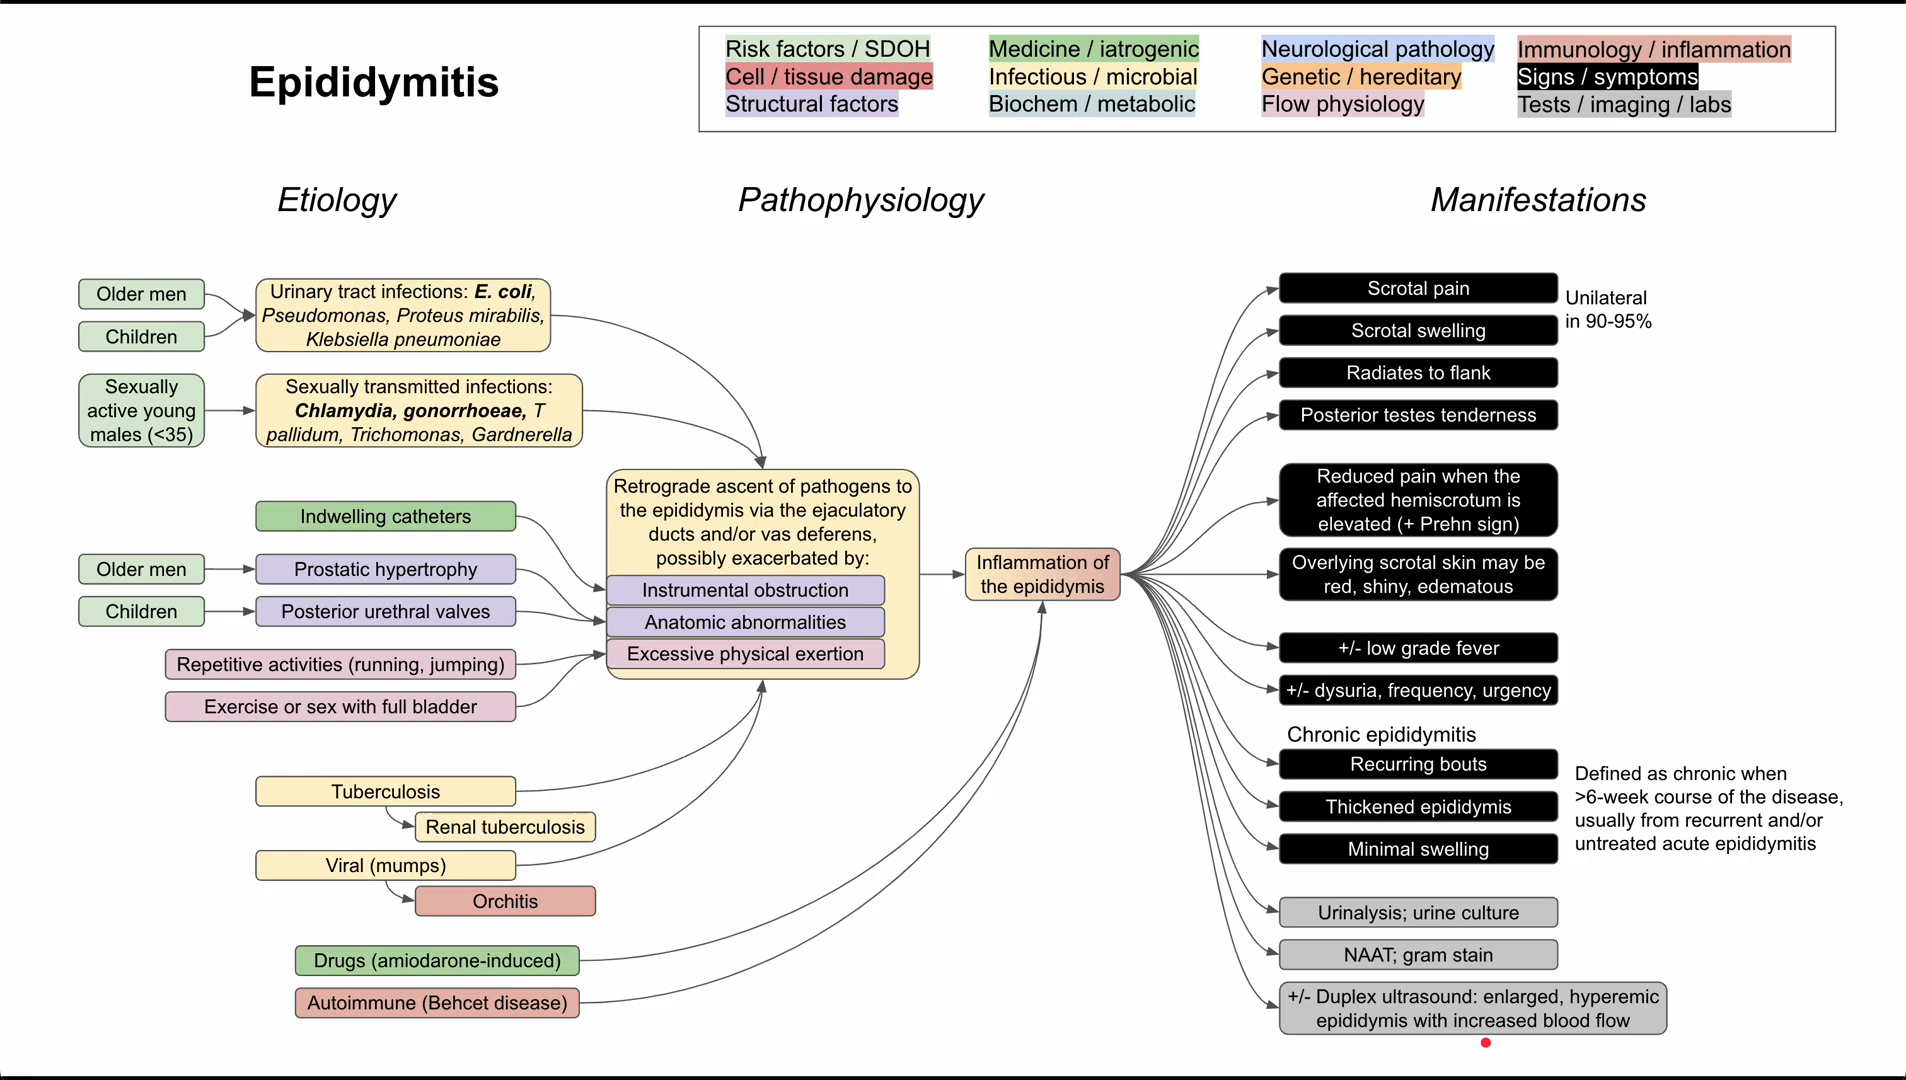 Epididymitis
Risk factors / SDOH
Cell / tissue damage
Structural factors
Medicine / iatrogenic
Infectious / microbial
Biochem / metabolic
Neurological pathology
Genetic / hereditary
Flow physiology
Immunology / inflammation
Signs / symptoms
Tests / imaging / labs
Etiology
Pathophysiology
Manifestations
Older men
Children
Urinary tract infections: E. coli,
Pseudomonas, Proteus mirabilis,
Klebsiella pneumoniae
Sexually
active young
males (<35)
Sexually transmitted infections:
Chlamydia, gonorrhoeae, T
pallidum, Trichomonas, Gardnerella
Indwelling catheters
Older men
Prostatic hypertrophy
Children
Posterior urethral valves
Repetitive activities (running, jumping)
Exercise or sex with full bladder
Tuberculosis
Renal tuberculosis
Viral (mumps)
Orchitis
Drugs (amiodarone-induced)
Autoimmune (Behcet disease)
Retrograde ascent of pathogens to
the epididymis via the ejaculatory
ducts and/or vas deferens,
possibly exacerbated by:
Instrumental obstruction
Anatomic abnormalities
Excessive physical exertion
Inflammation of
the epididymis
Scrotal pain
Scrotal swelling
Unilateral
in 90-95%
Radiates to flank
Posterior testes tenderness
Reduced pain when the
affected hemiscrotum is
elevated (+ Prehn sign)
Overlying scrotal skin may be
red, shiny, edematous
+/- low grade fever
+/- dysuria, frequency, urgency
Chronic epididymitis
Recurring bouts
Thickened epididymis
Minimal swelling
Defined as chronic when
>6-week course of the disease,
usually from recurrent and/or
untreated acute epididymitis
Urinalysis; urine culture
NAAT; gram stain
+/- Duplex ultrasound: enlarged, hyperemic
epididymis with increased blood flow